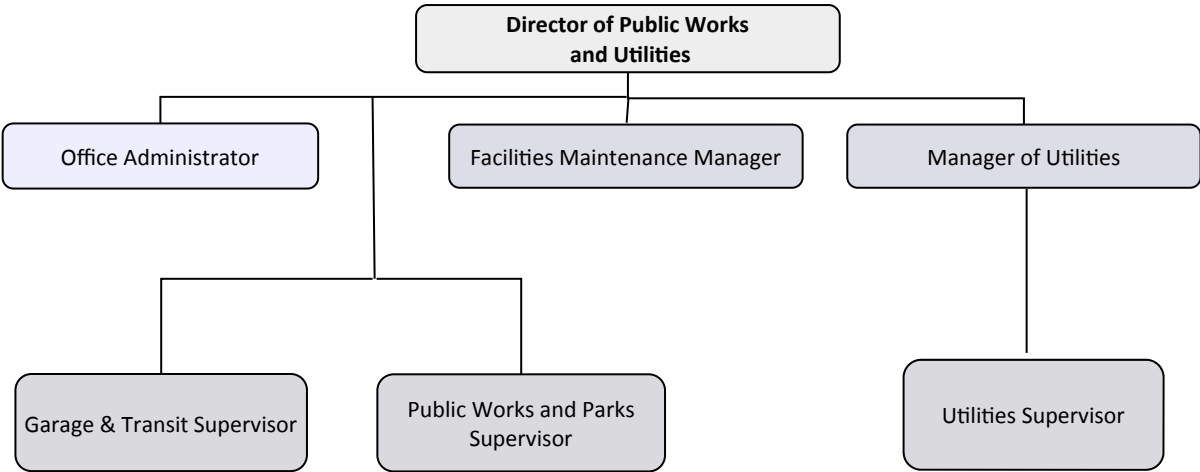 Director of Public Works
and Utilities
Office Administrator
Facilities Maintenance Manager
Manager of Utilities
Garage & Transit Supervisor
Public Works and Parks
Supervisor
Utilities Supervisor